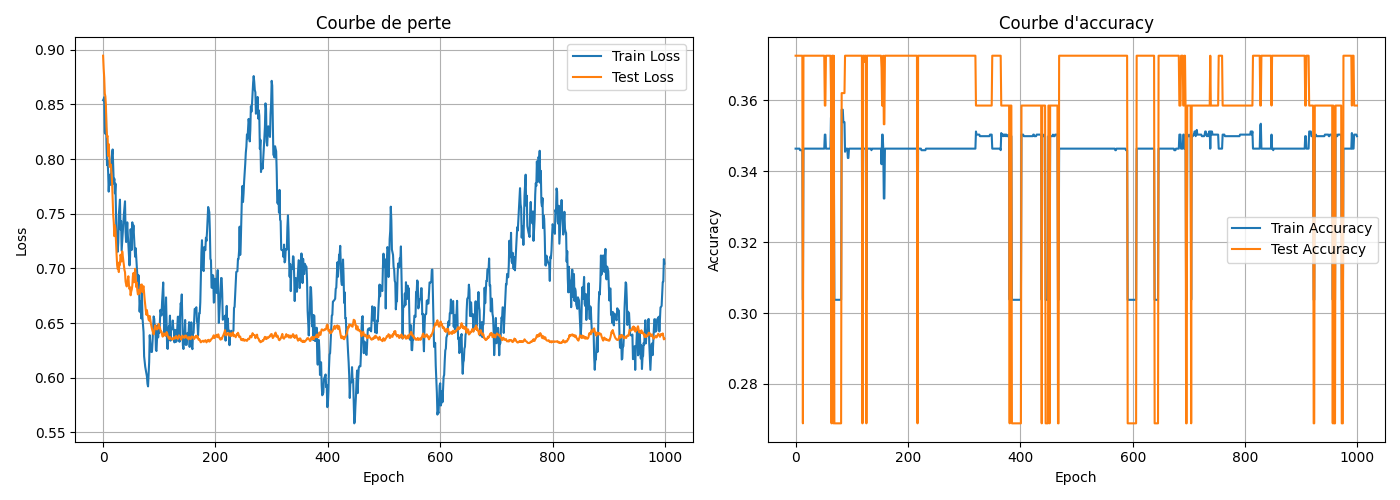 Courbe de perte
Loss
0.90
0.85
0.80
0.75
0.70
0.65
0.60
0.55
Train Loss
Test Loss
0 200 400 600 800 1000
Epoch
Courbe d'accuracy
Accuracy
0.36
0.34
0.32
0.30
0.28
Train Accuracy
Test Accuracy
0 200 400 600 800 1000
Epoch